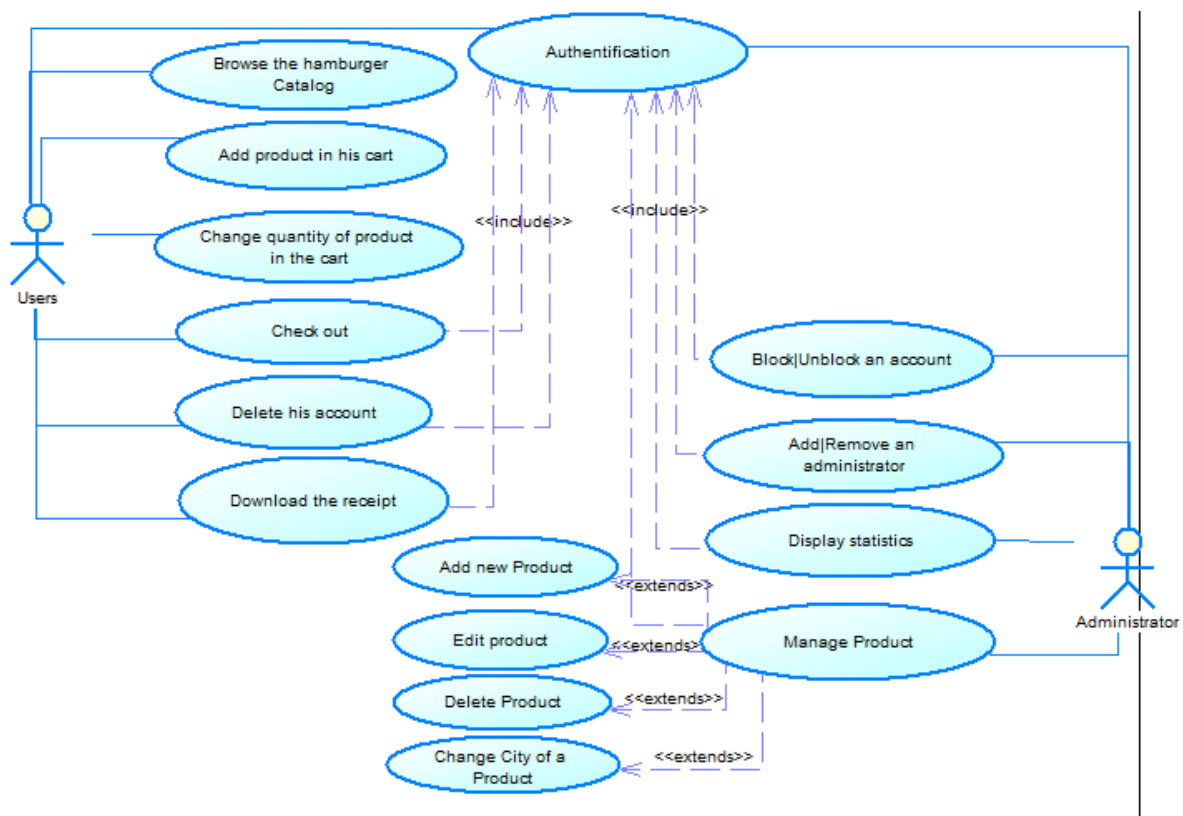 Authentification
Browse the hamburger
Catalog
Add product in his cart
<<include>>
<<include>>
Change quantity of product
in the cart
Users
Check out
Block|Unblock an account
Delete his account
Add|Remove an
administrator
Download the receipt
Display statistics
Add new Product
<<extends>>
Administrator
Edit product
<<extends>
Manage Product
Delete Product
<<extends>>
Change City of a
Product
<<extends>>